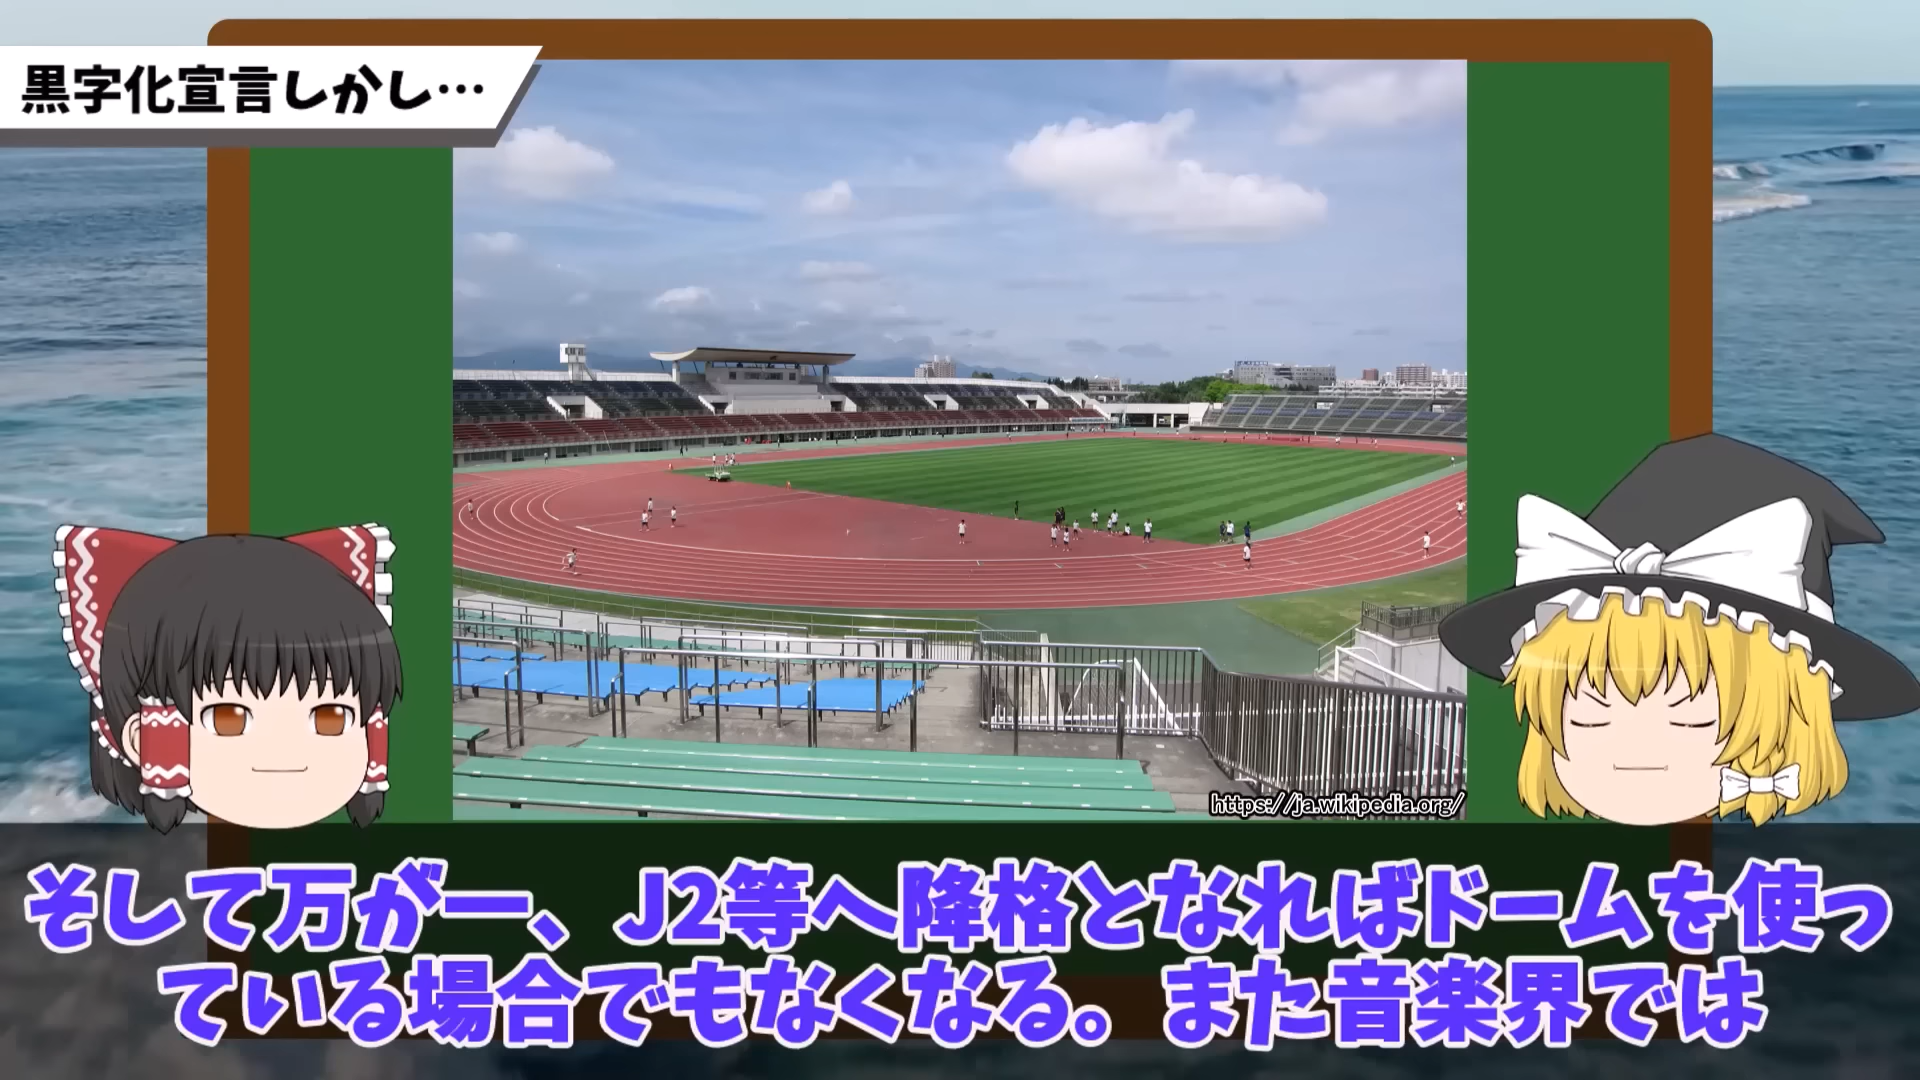 黒字化宣言しかし…
https://ja.wikipedia.org/
そして万が一、J2等へ降格となればドームを使っ
ている場合でもなくなる。また音楽界では